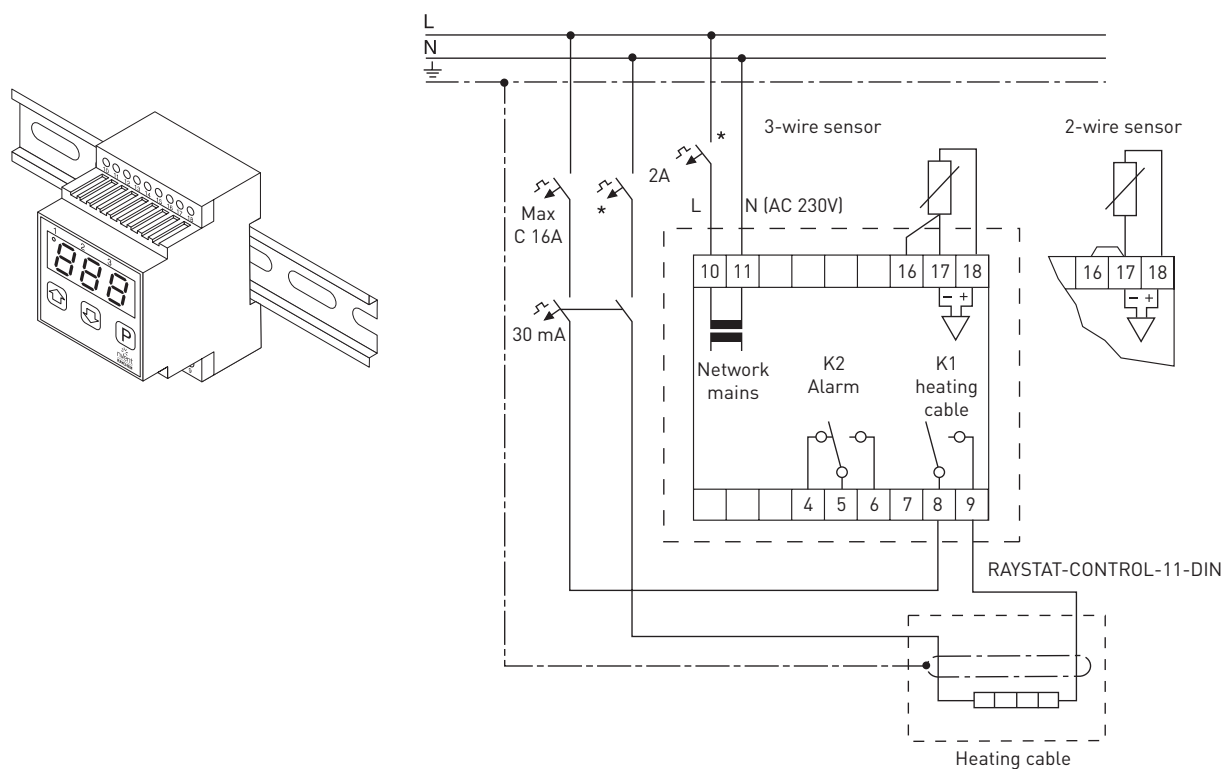 L
N
3-wire sensor
2-wire sensor
*
2A
Max
C 16A
*
L
N (AC 230V)
10 11 16 17 18
16 17 18
- +
- +
30 mA
Network
mains
K2
Alarm
K1
heating
cable
4 5 6 7 8 9
RAYSTAT-CONTROL-11-DIN
Heating cable
1 2 3
888
P